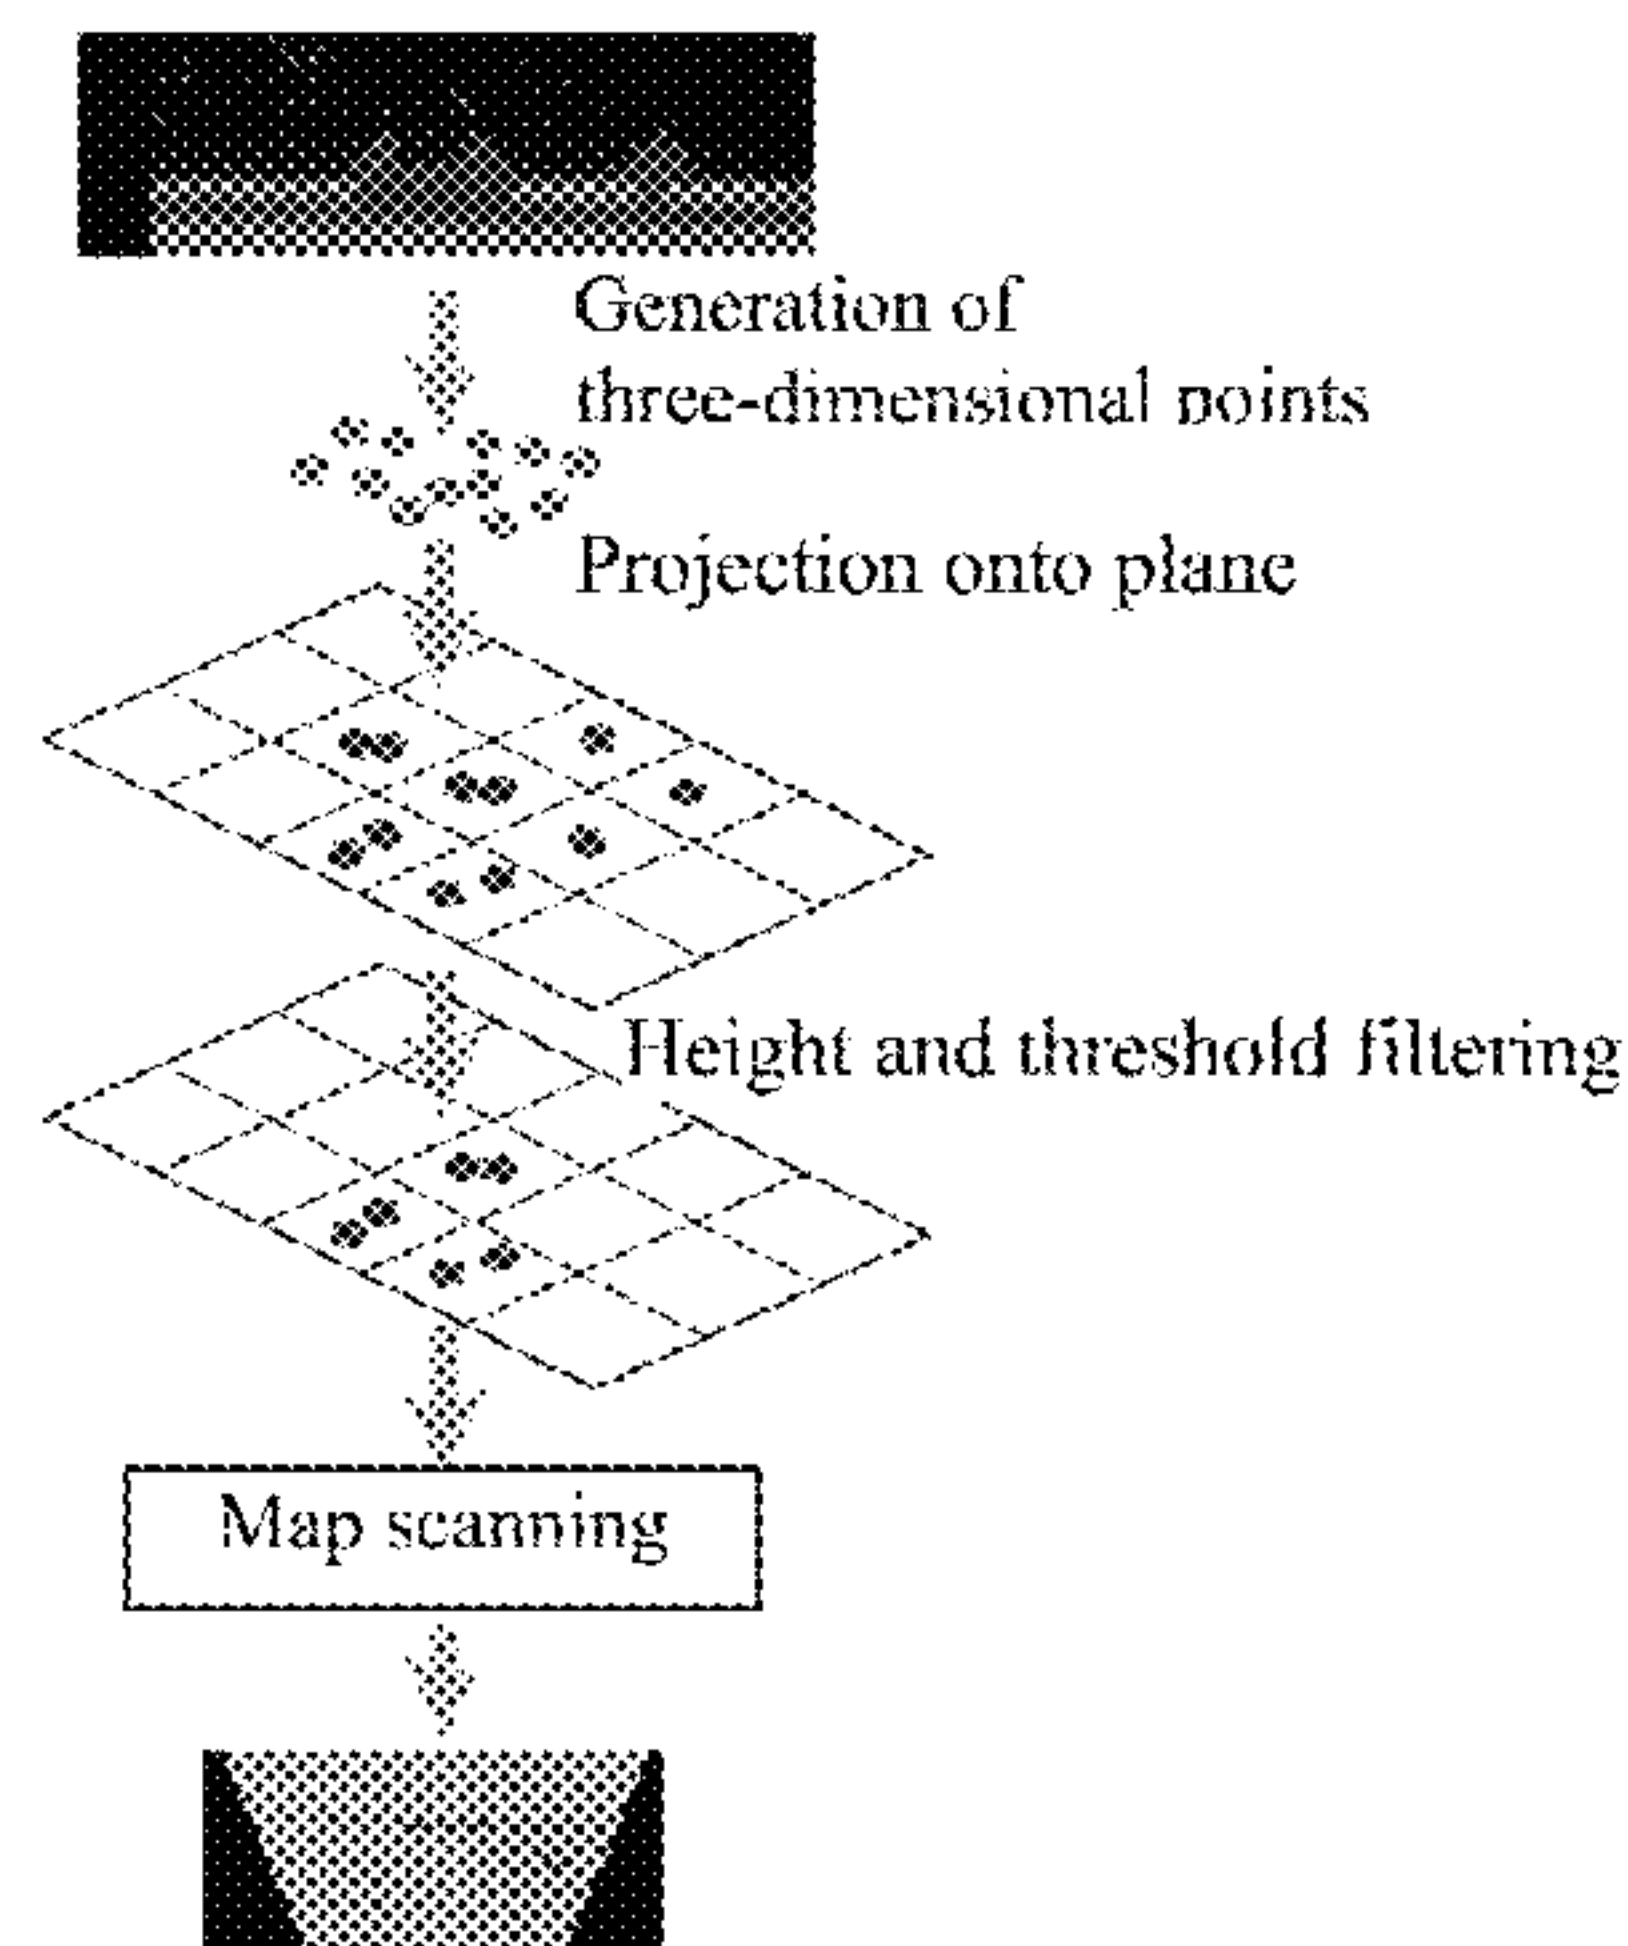 Generation of
three-dimensional points
Projection onto plane
Height and threshold filtering
Map scanning